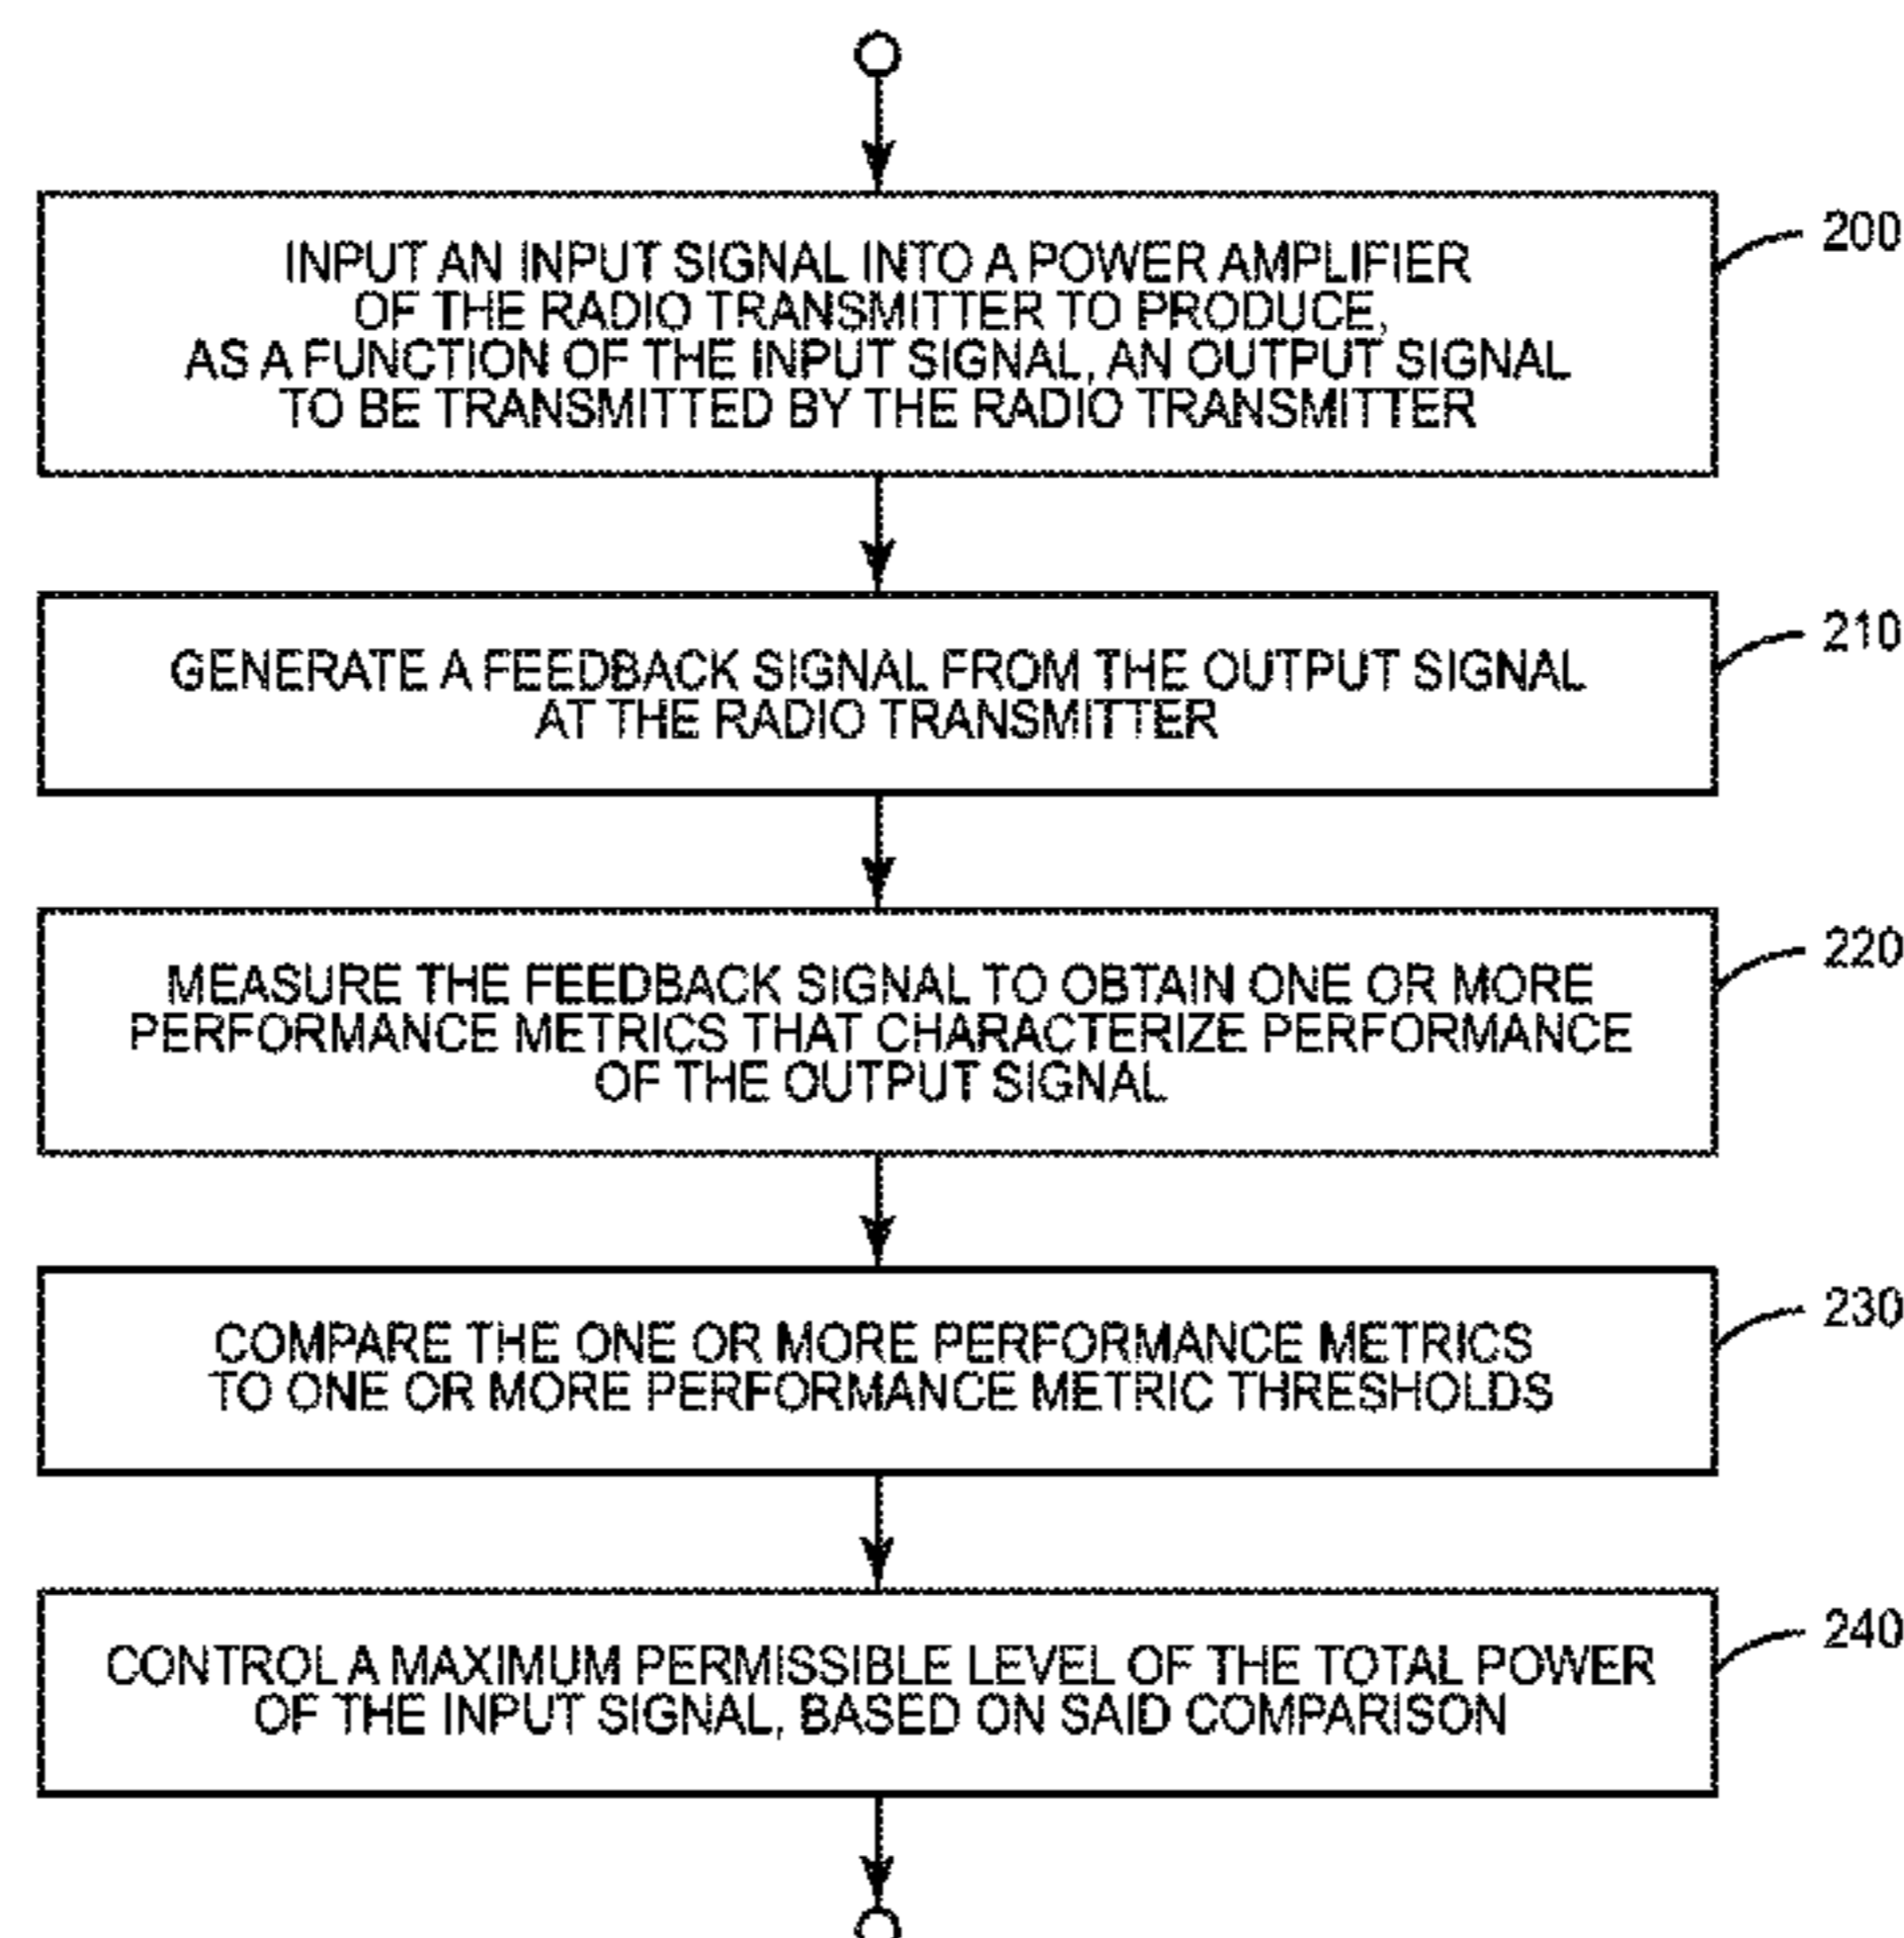 INPUT AN INPUT SIGNAL INTO A POWER AMPLIFIER
OF THE RADIO TRANSMITTER TO PRODUCE,
AS A FUNCTION OF THE INPUT SIGNAL, AN OUTPUT SIGNAL
TO BE TRANSMITTED BY THE RADIO TRANSMITTER
200
GENERATE A FEEDBACK SIGNAL FROM THE OUTPUT SIGNAL
AT THE RADIO TRANSMITTER
210
MEASURE THE FEEDBACK SIGNAL TO OBTAIN ONE OR MORE
PERFORMANCE METRICS THAT CHARACTERIZE PERFORMANCE
OF THE OUTPUT SIGNAL
220
COMPARE THE ONE OR MORE PERFORMANCE METRICS
TO ONE OR MORE PERFORMANCE METRIC THRESHOLDS
230
CONTROL A MAXIMUM PERMISSIBLE LEVEL OF THE TOTAL POWER
OF THE INPUT SIGNAL, BASED ON SAID COMPARISON
240